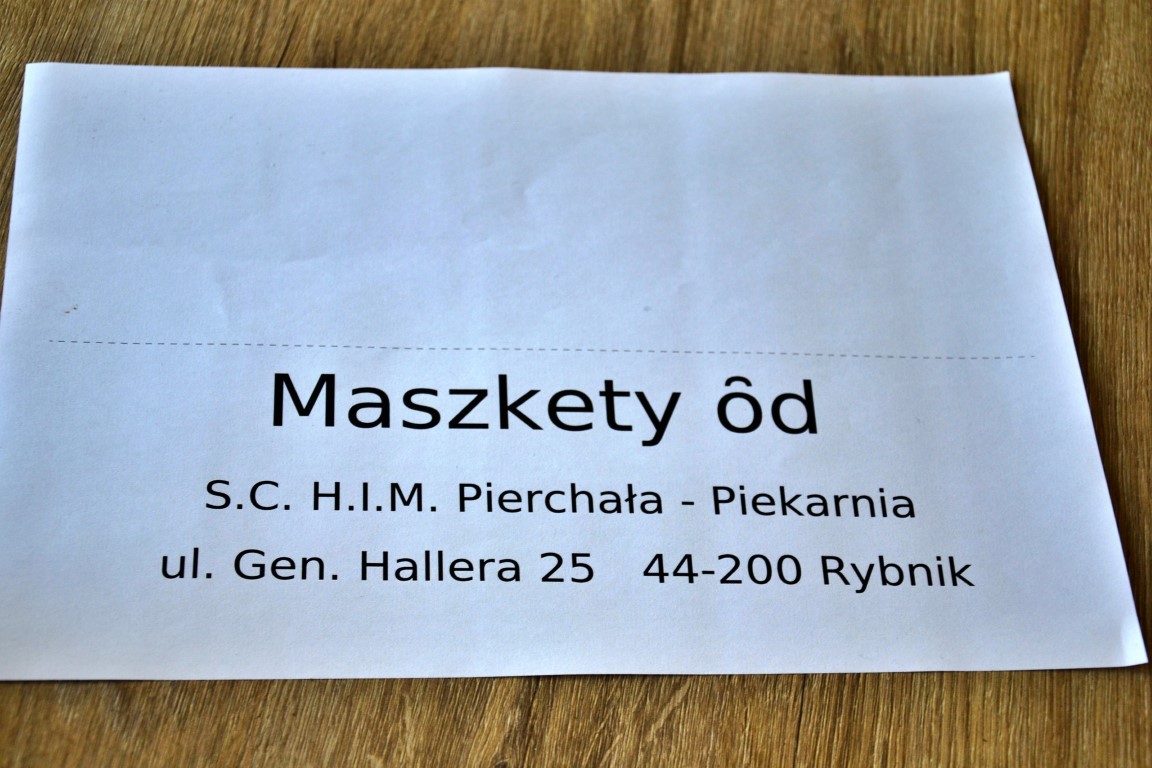 Maszkety ôd
S.C. H.I.M. Pierchała - Piekarnia
ul. Gen. Hallera 25 44-200 Rybnik